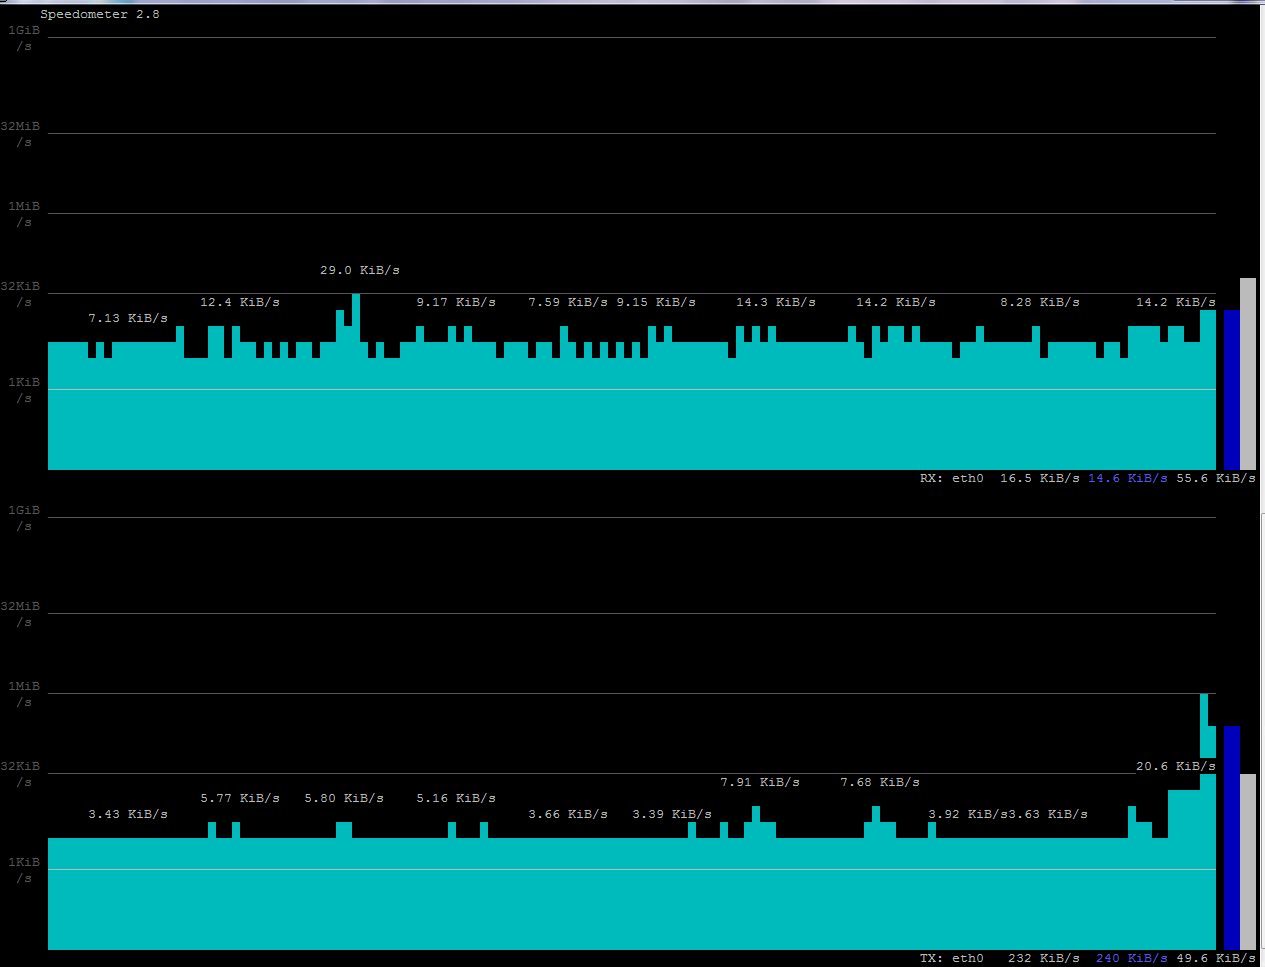 Speedometer 2.8
1GiB
/s
32MiB
/s
1MiB
/s
29.0 KiB/s
32KiB
/s 12.4 KiB/s 9.17 KiB/s 7.59 KiB/s 9.15 KiB/s 14.3 KiB/s 14.2 KiB/s 8.28 KiB/s 14.2 KiB/s
7.13 KiB/s
1KiB
/s
RX: eth0 16.5 KiB/s 14.6 KiB/s 55.6 KiB/s
1GiB
/s
32MiB
/s
1MiB
/s
32KiB 20.6 KiB/s
/s 7.91 KiB/s 7.68 KiB/s
5.77 KiB/s 5.80 KiB/s 5.16 KiB/s
3.43 KiB/s 3.66 KiB/s 3.39 KiB/s 3.92 KiB/s3.63 KiB/s
1KiB
/s
TX: eth0 232 KiB/s 240 KiB/s 49.6 KiB/s